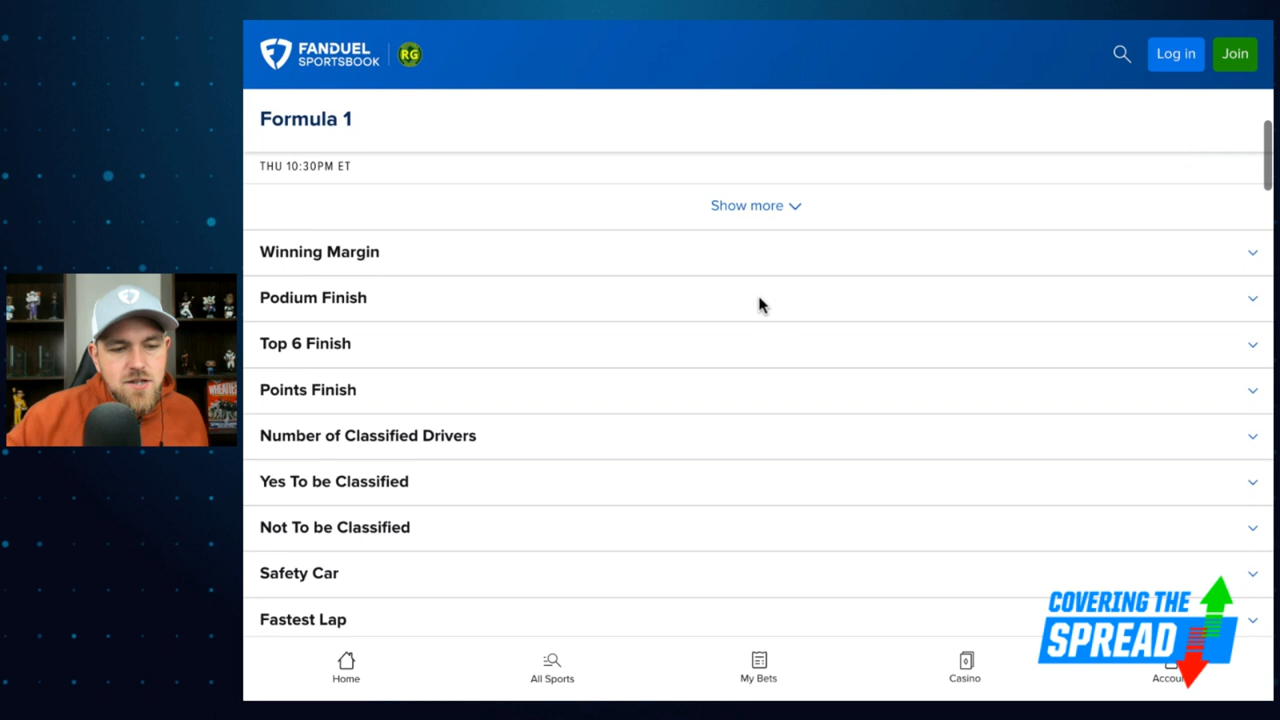 FANDUEL
SPORTSBOOK
RG
Log in
Join
Formula 1
THU 10:30PM ET
Show more
Winning Margin
Podium Finish
Top 6 Finish
Points Finish
Number of Classified Drivers
Yes To be Classified
Not To be Classified
Safety Car
Fastest Lap
WHEATIES
COVERING THE
SPREAD
Home
All Sports
My Bets
Casino
Accou